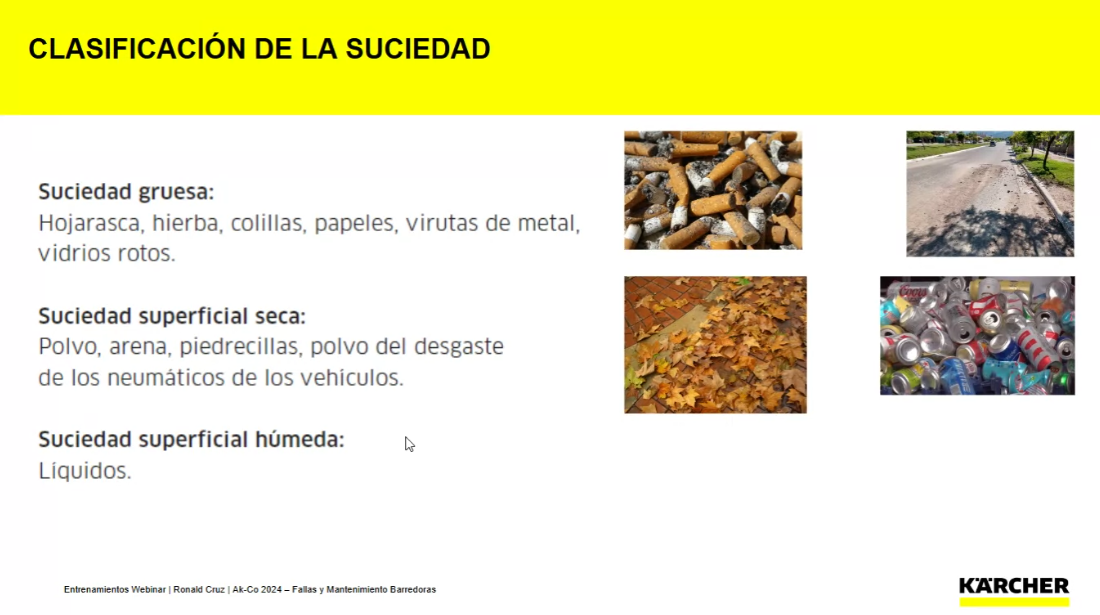 CLASIFICACIÓN DE LA SUCIEDAD
Suciedad gruesa:
Hojarasca, hierba, colillas, papeles, virutas de metal,
vidrios rotos.
Suciedad superficial seca:
Polvo, arena, piedrecillas, polvo del desgaste
de los neumáticos de los vehículos.
Suciedad superficial húmeda:
Líquidos.
Entrenamientos Webinar | Ronald Cruz | Ak-Co 2024 – Fallas y Mantenimiento Barredoras
KÄRCHER